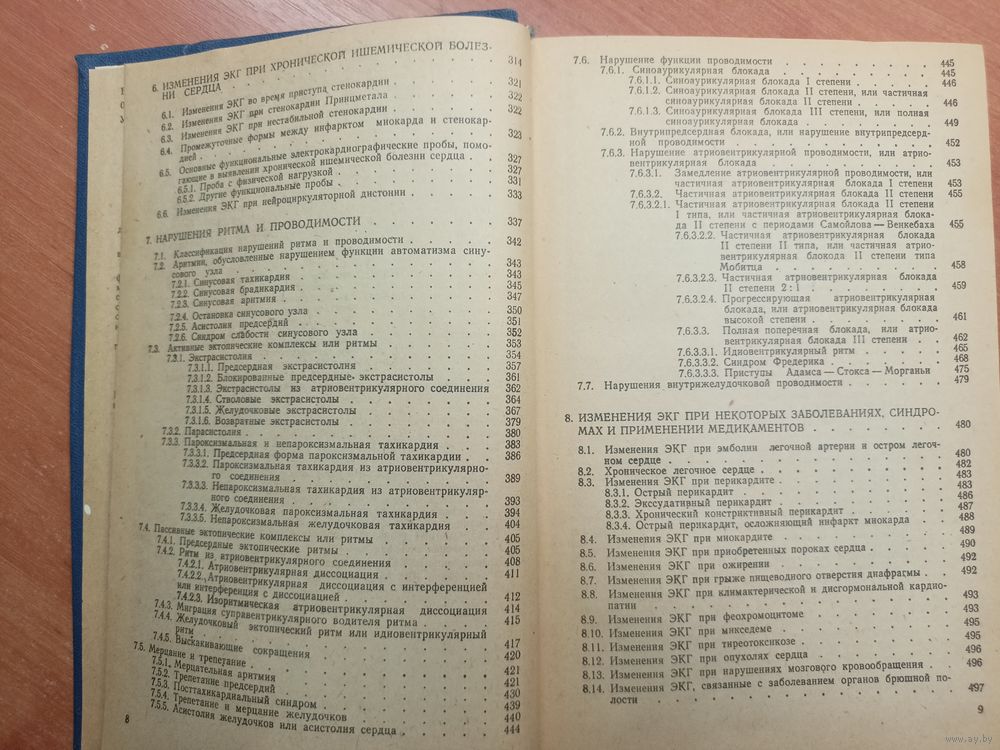 6. ИЗМЕНЕНИЯ ЭКГ ПРИ ХРОНИЧЕСКОЙ ИШЕМИЧЕСКОЙ БОЛЕЗ-
НИ СЕРДЦА 314
6.1. Изменения ЭКГ во время приступа стенокардии 321
6.2. Изменения ЭКГ при стенокардии Принцметала 322
6.3. Изменения ЭКГ при нестабильной стенокардии 322
6.4. Промежуточные формы между инфарктом миокарда и стенокар-
дией 323
6.5. Основные функциональные электрокардиографические пробы, помо-
гающие в выявлении хронической ишемической болезни сердца 327
6.5.1. Проба с физической нагрузкой 327
6.5.2. Другие функциональные пробы 331
6.6. Изменения ЭКГ при нейроциркуляторной дистонии 333
7. НАРУШЕНИЯ РИТМА И ПРОВОДИМОСТИ 337
7.1. Классификация нарушений ритма и проводимости 342
7.2. Аритмии, обусловленные нарушением функции автоматизма сину-
сового узла 343
7.2.1. Синусовая тахикардия 343
7.2.2. Синусовая брадикардия 345
7.2.3. Синусовая аритмия 347
7.2.4. Остановка синусового узла 350
7.2.5. Асистолия предсердий 351
7.2.6. Синдром слабости синусового узла 352
7.3. Активные эктопические комплексы или ритмы 353
7.3.1. Экстрасистолия 354
7.3.1.1. Предсердная экстрасистолия 357
7.3.1.2. Блокированные предсердные экстрасистолы 361
7.3.1.3. Экстрасистолы из атриовентрикулярного соединения 362
7.3.1.4. Стволовые экстрасистолы 364
7.3.1.5. Желудочковые экстрасистолы 367
7.3.1.6. Возвратные экстрасистолы 379
7.3.2. Парасистолия 380
7.3.3. Пароксизмальная и непароксизмальная тахикардия 383
7.3.3.1. Предсердная форма пароксизмальной тахикардии 386
7.3.3.2. Пароксизмальная тахикардия из атриовентрикулярно-
го соединения 389
7.3.3.3. Непароксизмальная тахикардия из атриовентрикуляр-
ного соединения 393
7.3.3.4. Желудочковая пароксизмальная тахикардия 394
7.3.3.5. Непароксизмальная желудочковая тахикардия 404
7.4. Пассивные эктопические комплексы или ритмы 405
7.4.1. Предсердные эктопические ритмы 405
7.4.2. Ритм из атриовентрикулярного соединения 408
7.4.2.1. Атриовентрикулярная диссоциация 411
7.4.2.2. Атриовентрикулярная диссоциация с интерференцией
или интерференция с диссоциацией 412
7.4.2.3. Изоритмическая атриовентрикулярная диссоциация 414
7.4.3. Миграция суправентрикулярного водителя ритма 415
7.4.4. Желудочковый эктопический ритм или идиовентрикулярный
ритм 417
7.4.5. Выскакивающие сокращения 420
7.5. Мерцание и трепетание 421
7.5.1. Мерцательная аритмия 421
7.5.2. Трепетание предсердий 430
7.5.3. Посттахикардиальный синдром 439
7.5.4. Трепетание и мерцание желудочков 440
7.5.5. Асистолия желудочков или асистолия сердца 444
8
7.6. Нарушение функции проводимости 445
7.6.1. Синоаурикулярная блокада 445
7.6.1.1. Синоаурикулярная блокада I степени 446
7.6.1.2. Синоаурикулярная блокада II степени, или частичная
синоаурикулярная блокада II степени 446
7.6.1.3. Синоаурикулярная блокада III степени, или полная
синоаурикулярная блокада 449
7.6.2. Внутрипредсердная блокада, или нарушение внутрипредсерд-
ной проводимости 452
7.6.3. Нарушение атриовентрикулярной проводимости, или атрио-
вентрикулярная блокада 453
7.6.3.1. Замедление атриовентрикулярной проводимости, или
частичная атриовентрикулярная блокада I степени 453
7.6.3.2. Частичная атриовентрикулярная блокада II степени 455
7.6.3.2.1. Частичная атриовентрикулярная блокада II степени
I типа, или частичная атриовентрикулярная блока-
да II степени с периодами Самойлова — Венкебаха 455
7.6.3.2.2. Частичная атриовентрикулярная блокада
II степени II типа, или частичная атрио-
вентрикулярная блокода II степени типа
Мобитца 458
7.6.3.2.3. Частичная атриовентрикулярная блокада
II степени 2 : 1 459
7.6.3.2.4. Прогрессирующая атриовентрикулярная
блокада, или атриовентрикулярная блокада
высокой степени 461
7.6.3.3. Полная поперечная блокада, или атрио-
вентрикулярная блокада III степени 462
7.6.3.3.1. Идиовентрикулярный ритм 465
7.6.3.3.2. Синдром Фредерика 468
7.6.3.3.3. Приступы Адамса — Стокса — Морганьи 475
7.7. Нарушения внутрижелудочковой проводимости 479
8. ИЗМЕНЕНИЯ ЭКГ ПРИ НЕКОТОРЫХ ЗАБОЛЕВАНИЯХ, СИНДРО-
МАХ И ПРИМЕНЕНИИ МЕДИКАМЕНТОВ 480
8.1. Изменения ЭКГ при эмболии легочной артерии и остром легоч-
ном сердце 480
8.2. Хроническое легочное сердце 482
8.3. Изменения ЭКГ при перикардите 483
8.3.1. Острый перикардит 483
8.3.2. Экссудативный перикардит 486
8.3.3. Хронический констриктивный перикардит 487
8.3.4. Острый перикардит, осложняющий инфаркт миокарда 488
8.4. Изменения ЭКГ при миокардите 489
8.5. Изменения ЭКГ при приобретенных пороках сердца 490
8.6. Изменения ЭКГ при ожирении 492
8.7. Изменения ЭКГ при грыже пищеводного отверстия диафрагмы 492
8.8. Изменения ЭКГ при климактерической и дисгормональной кардио-
патии 493
8.9. Изменения ЭКГ при феохромоцитоме 493
8.10. Изменения ЭКГ при микседеме 495
8.11. Изменения ЭКГ при тиреотоксикозе 495
8.12. Изменения ЭКГ при опухолях сердца 496
8.13. Изменения ЭКГ при нарушениях мозгового кровообращения 496
8.14. Изменения ЭКГ, связанные с заболеванием органов брюшной по-
лости 497
9
www.ay.by